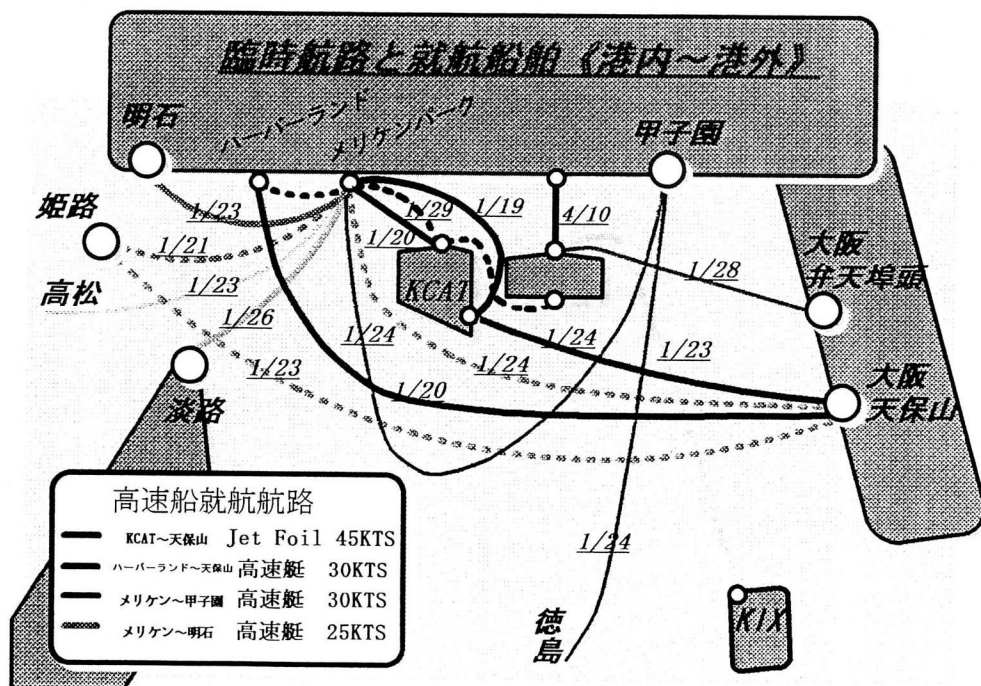 臨時航路と就航船舶《港内～港外》
明石
ハーバーランド
メリケンパーク
甲子園
姫路
高松
淡路
大阪
弁天埠頭
大阪
天保山
徳島
KCAT
KIX
1/23
1/21
1/23
1/26
1/23
1/20
1/29
1/19
4/10
1/28
1/24
1/24
1/24
1/23
1/20
1/24
高速船就航航路
KCAT～天保山 Jet Foil 45KTS
ハーバーランド～天保山 高速艇 30KTS
メリケン～甲子園 高速艇 30KTS
メリケン～明石 高速艇 25KTS